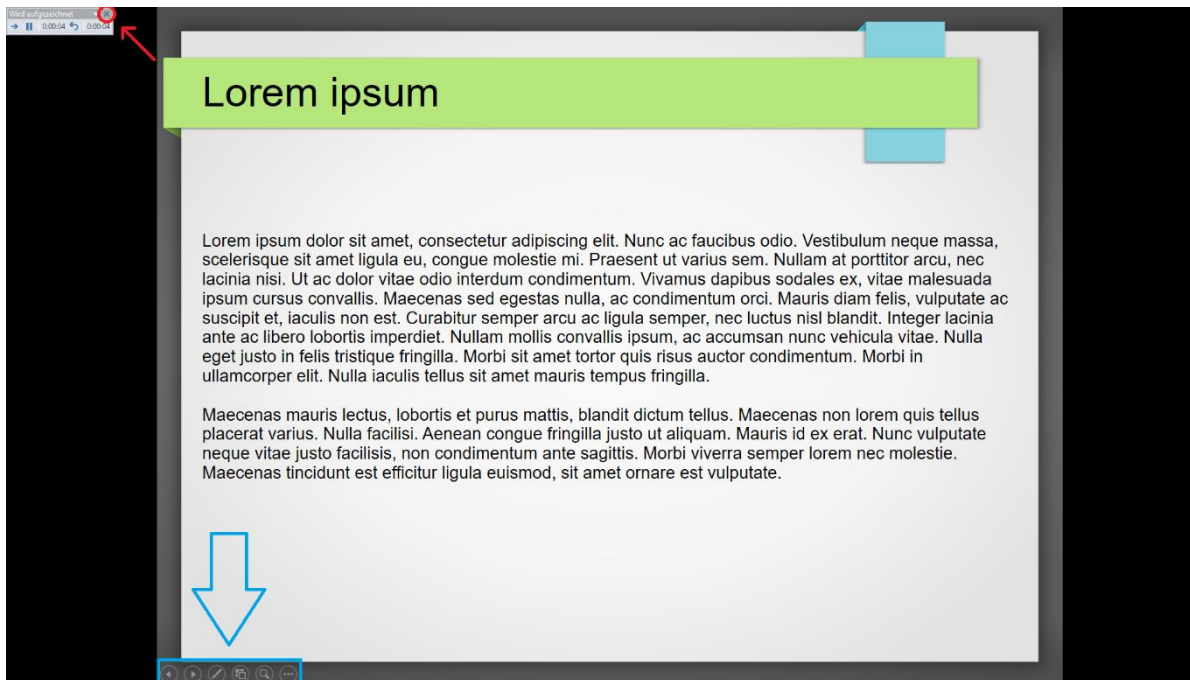 Wird aufgezeichnet
0:00:04 0:00:04
Lorem ipsum
Lorem ipsum dolor sit amet, consectetur adipiscing elit. Nunc ac faucibus odio. Vestibulum neque massa,
scelerisque sit amet ligula eu, congue molestie mi. Praesent ut varius sem. Nullam at porttitor arcu, nec
lacinia nisi. Ut ac dolor vitae odio interdum condimentum. Vivamus dapibus sodales ex, vitae malesuada
ipsum cursus convallis. Maecenas sed egestas nulla, ac condimentum orci. Mauris diam felis, vulputate ac
suscipit et, iaculis non est. Curabitur semper arcu ac ligula semper, nec luctus nisl blandit. Integer lacinia
ante ac libero lobortis imperdiet. Nullam mollis convallis ipsum, ac accumsan nunc vehicula vitae. Nulla
eget justo in felis tristique fringilla. Morbi sit amet tortor quis risus auctor condimentum. Morbi in
ullamcorper elit. Nulla iaculis tellus sit amet mauris tempus fringilla.
Maecenas mauris lectus, lobortis et purus mattis, blandit dictum tellus. Maecenas non lorem quis tellus
placerat varius. Nulla facilisi. Aenean congue fringilla justo ut aliquam. Mauris id ex erat. Nunc vulputate
neque vitae justo facilisis, non condimentum ante sagittis. Morbi viverra semper lorem nec molestie.
Maecenas tincidunt est efficitur ligula euismod, sit amet ornare est vulputate.